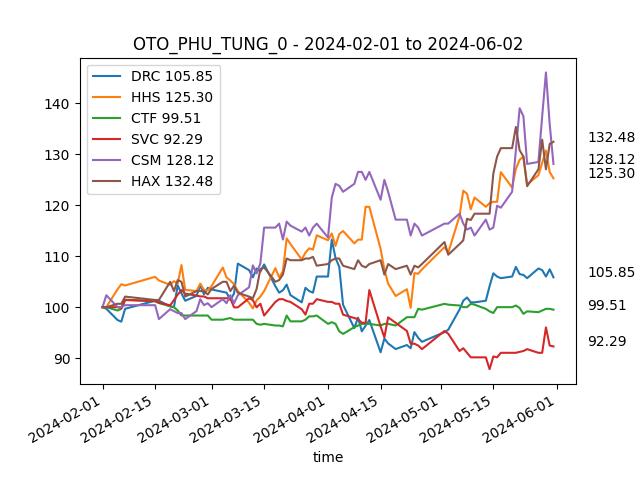 OTO_PHU_TUNG_0 - 2024-02-01 to 2024-06-02
DRC 105.85
HHS 125.30
CTF 99.51
SVC 92.29
CSM 128.12
HAX 132.48
140
130
120
110
100
90
132.48
128.12
125.30
105.85
99.51
92.29
2024-02-01
2024-02-15
2024-03-01
2024-03-15
2024-04-01
2024-04-15
2024-05-01
2024-05-15
2024-06-01
time